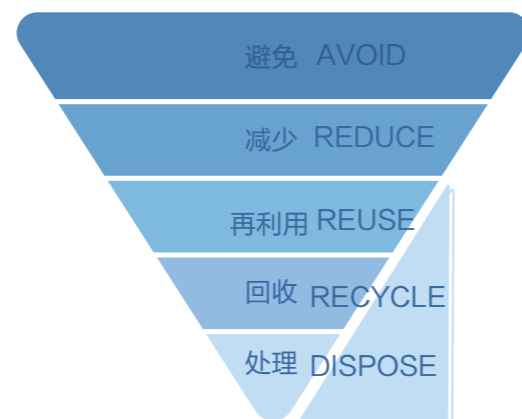 避免 AVOID
减少 REDUCE
再利用 REUSE
回收 RECYCLE
处理 DISPOSE